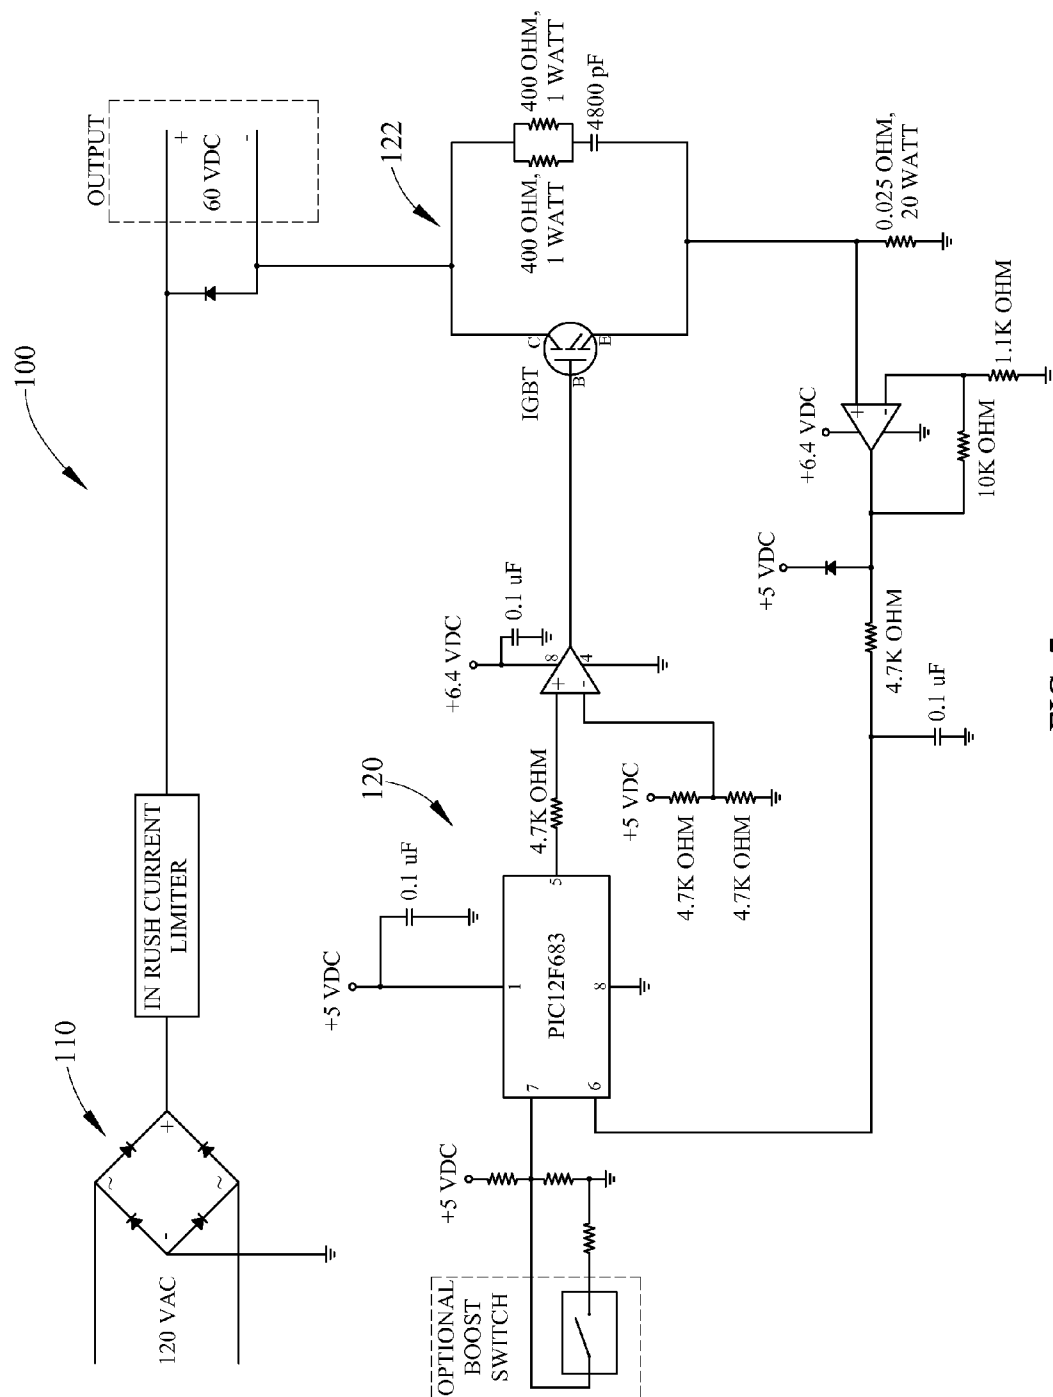 120 VAC
~
~
-
+
110
IN RUSH CURRENT
LIMITER
100
OUTPUT
+
60 VDC
-
OPTIONAL
BOOST
SWITCH
+5 VDC
+5 VDC
0.1 uF
7
6
1
8
5
PIC12F683
120
4.7K OHM
+5 VDC
4.7K OHM
4.7K OHM
+6.4 VDC
0.1 uF
8
+
-
4
IGBT
B
C
E
122
400 OHM,
1 WATT
400 OHM,
1 WATT
4800 pF
0.025 OHM,
20 WATT
+6.4 VDC
+
-
10K OHM
1.1K OHM
+5 VDC
4.7K OHM
0.1 uF
FIG.